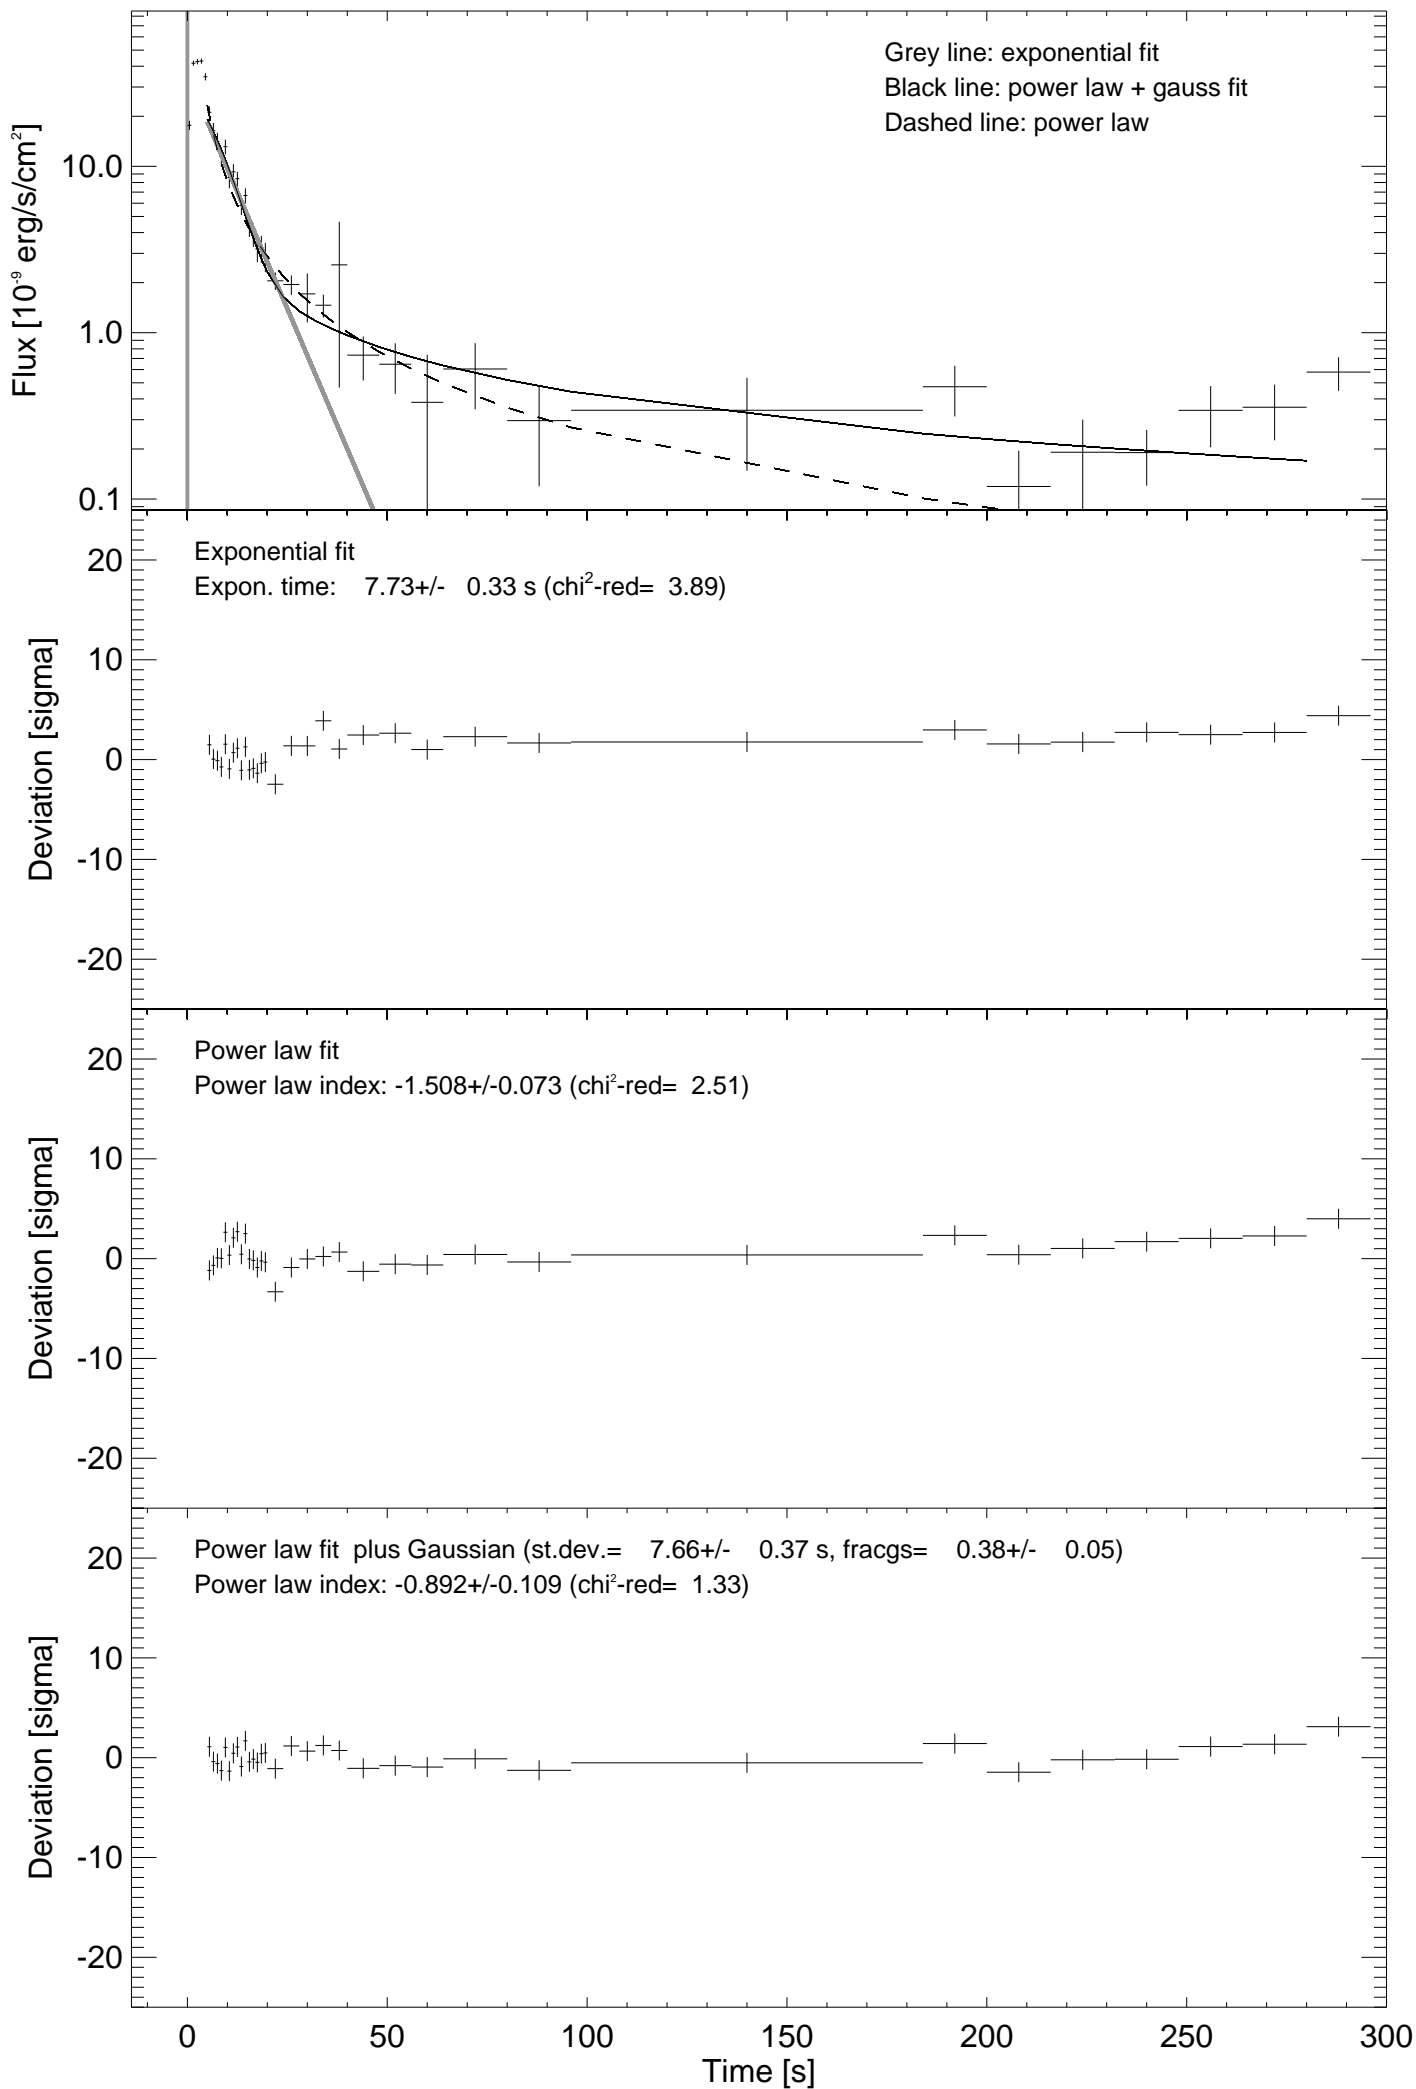 Grey line: exponential fit
Black line: power law + gauss fit
Dashed line: power law
Flux [10⁻⁹ erg/s/cm²]
10.0
1.0
0.1
Exponential fit
Expon. time: 7.73+/- 0.33 s (chi²-red= 3.89)
Deviation [sigma]
20
10
0
-10
-20
Power law fit
Power law index: -1.508+/-0.073 (chi²-red= 2.51)
Deviation [sigma]
20
10
0
-10
-20
Power law fit plus Gaussian (st.dev.= 7.66+/- 0.37 s, fracgs= 0.38+/- 0.05)
Power law index: -0.892+/-0.109 (chi²-red= 1.33)
Deviation [sigma]
20
10
0
-10
-20
0 50 100 150 200 250 300
Time [s]